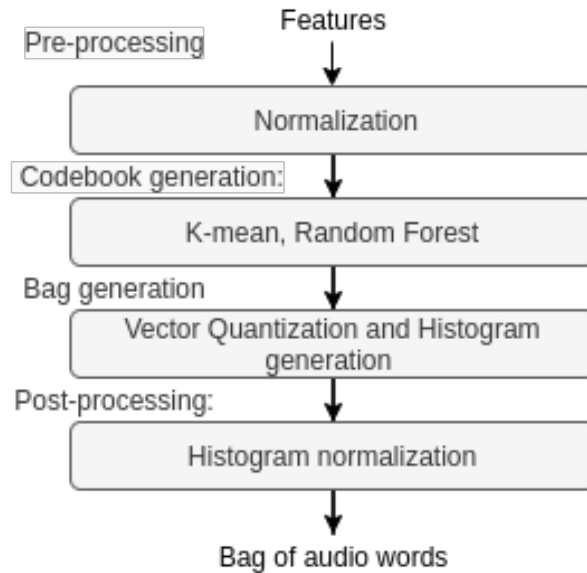 Features
Pre-processing
Normalization
Codebook generation:
K-mean, Random Forest
Bag generation
Vector Quantization and Histogram
generation
Post-processing:
Histogram normalization
Bag of audio words